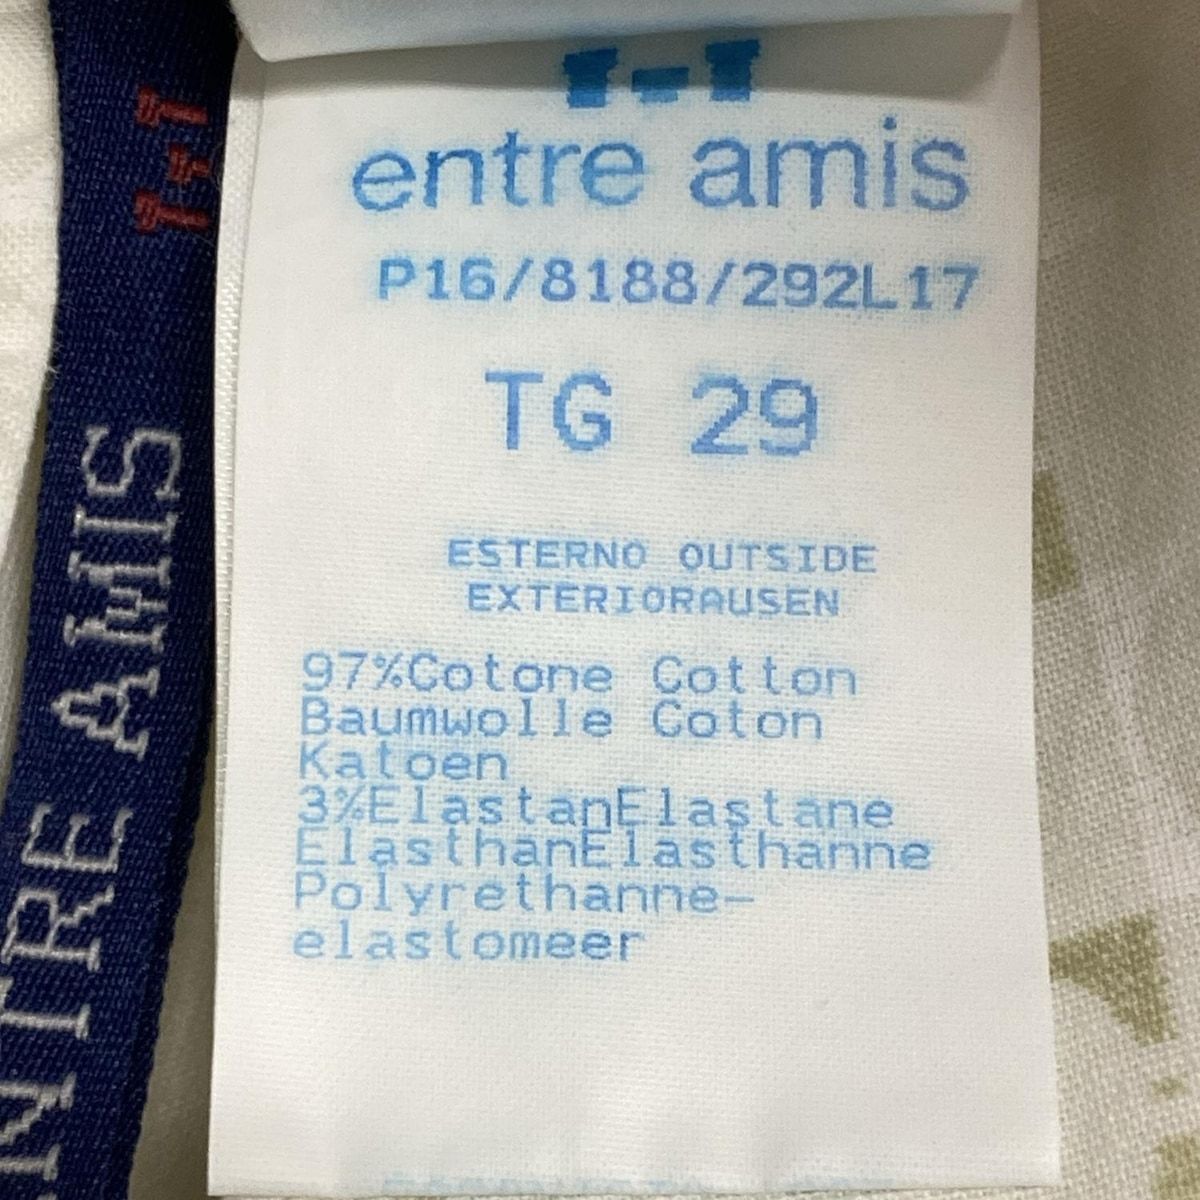 entre amis
P16/8188/292L17
TG 29
ESTERNO OUTSIDE
EXTERIORAUSEN
97%Cotone Cotton
Baumwolle Coton
Katoen
3%ElastanElastane
ElasthanElasthanne
Polyrethanne-
elastomeer
NTRE AMIS